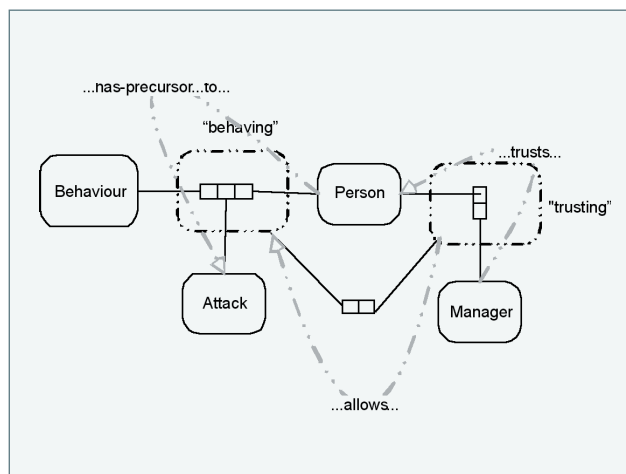 ...has-precursor...to...
“behaving”
...trusts...
Behaviour
Person
"trusting”
Attack
Manager
...allows...